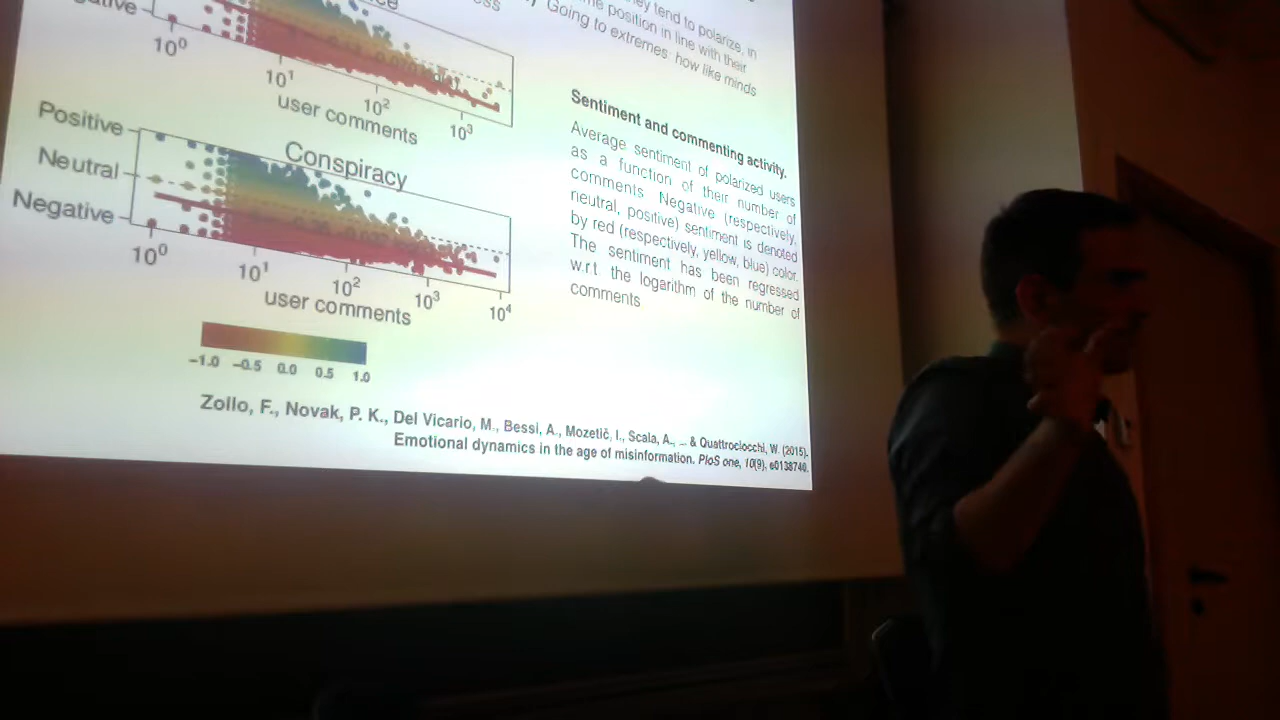 10⁰
10¹
10²
10³
user comments
Positive
Neutral
Negative
Conspiracy
10⁰
10¹
10²
10³
10⁴
user comments
−1.0 −0.5 0.0 0.5 1.0
they tend to polarize, in
position in line with their
Going to extremes: how like minds
Sentiment and commenting activity.
Average sentiment of polarized users
as a function of their number of
comments. Negative (respectively,
neutral, positive) sentiment is denoted
by red (respectively, yellow, blue) color.
The sentiment has been regressed
w.r.t. the logarithm of the number of
comments
Zollo, F., Novak, P. K., Del Vicario, M., Bessi, A., Mozetič, I., Scala, A., ... & Quattrociocchi, W. (2015).
Emotional dynamics in the age of misinformation. PloS one, 10(9), e0138740.